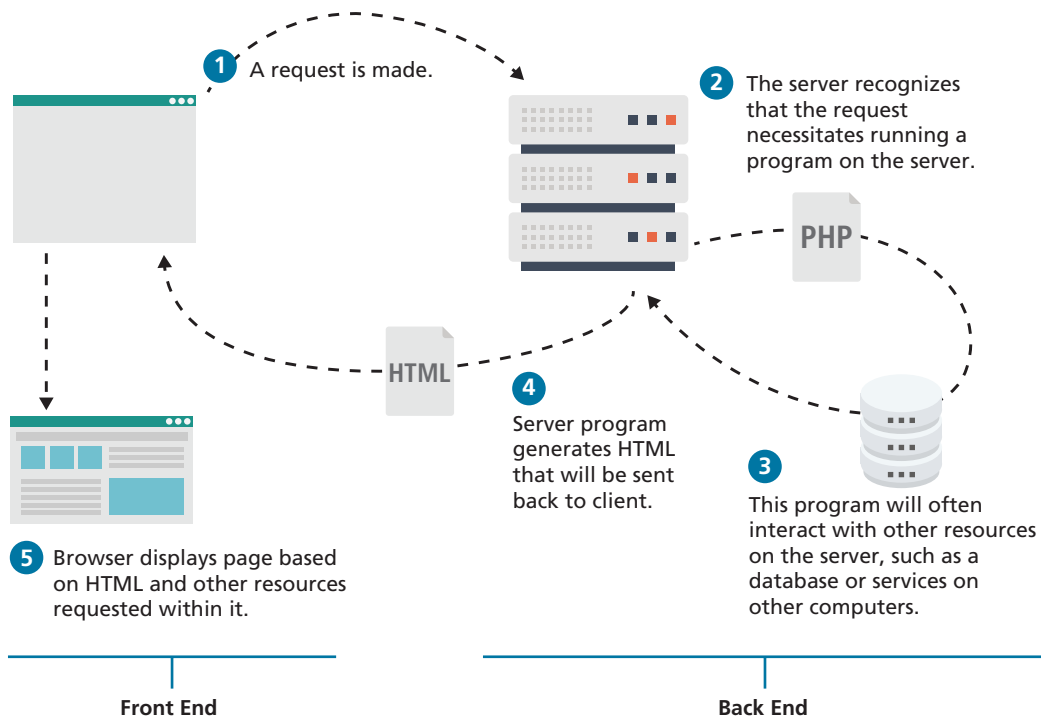 1 A request is made.
2 The server recognizes
that the request
necessitates running a
program on the server.
PHP
HTML
4
Server program
generates HTML
that will be sent
back to client.
3
This program will often
interact with other resources
on the server, such as a
database or services on
other computers.
5 Browser displays page based
on HTML and other resources
requested within it.
Front End
Back End